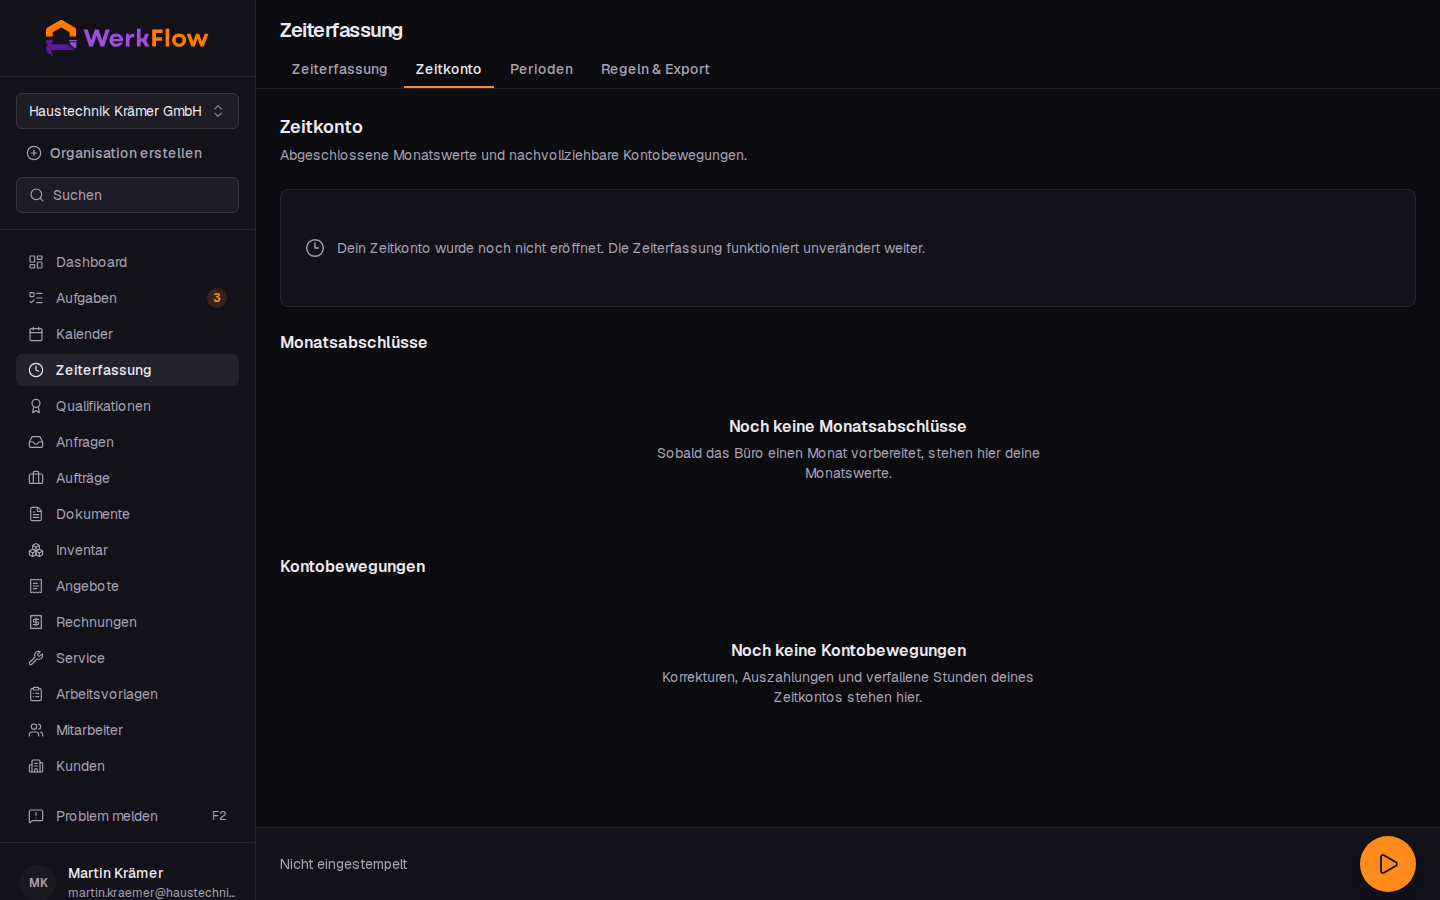 WerkFlow
Haustechnik Krämer GmbH
Organisation erstellen
Suchen
Dashboard
Aufgaben 3
Kalender
Zeiterfassung
Qualifikationen
Anfragen
Aufträge
Dokumente
Inventar
Angebote
Rechnungen
Service
Arbeitsvorlagen
Mitarbeiter
Kunden
Problem melden F2
MK
Martin Krämer
martin.kraemer@haustechni...
Zeiterfassung
Zeiterfassung Zeitkonto Perioden Regeln & Export
Zeitkonto
Abgeschlossene Monatswerte und nachvollziehbare Kontobewegungen.
Dein Zeitkonto wurde noch nicht eröffnet. Die Zeiterfassung funktioniert unverändert weiter.
Monatsabschlüsse
Noch keine Monatsabschlüsse
Sobald das Büro einen Monat vorbereitet, stehen hier deine
Monatswerte.
Kontobewegungen
Noch keine Kontobewegungen
Korrekturen, Auszahlungen und verfallene Stunden deines
Zeitkontos stehen hier.
Nicht eingestempelt